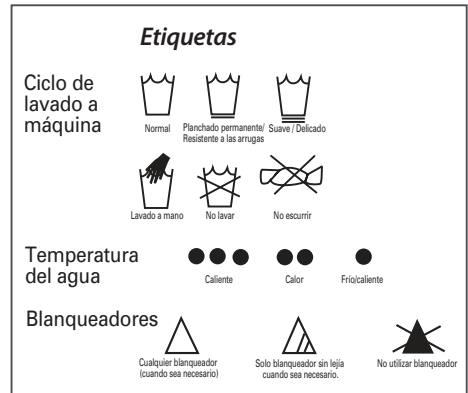 Etiquetas
Ciclo de
lavado a
máquina
Normal
Planchado permanente/
Resistente a las arrugas
Suave / Delicado
Lavado a mano
No lavar
No escurrir
Temperatura
del agua
Caliente
Calor
Frío/caliente
Blanqueadores
Cualquier blanqueador
(cuando sea necesario)
Solo blanqueador sin lejía
cuando sea necesario.
No utilizar blanqueador